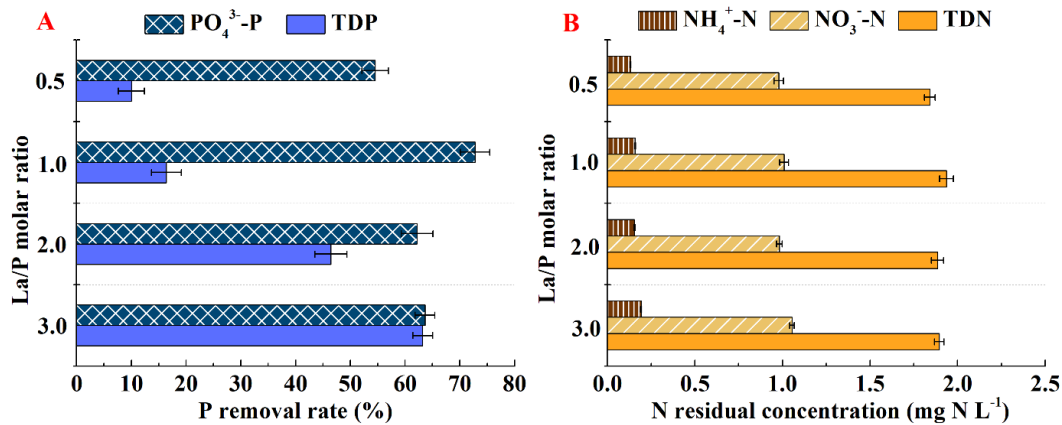 A
PO₄³⁻-P TDP
La/P molar ratio
0.5
1.0
2.0
3.0
0 10 20 30 40 50 60 70 80
P removal rate (%)
B
NH₄⁺-N NO₃⁻-N TDN
La/P molar ratio
0.5
1.0
2.0
3.0
0.0 0.5 1.0 1.5 2.0 2.5
N residual concentration (mg N L⁻¹)